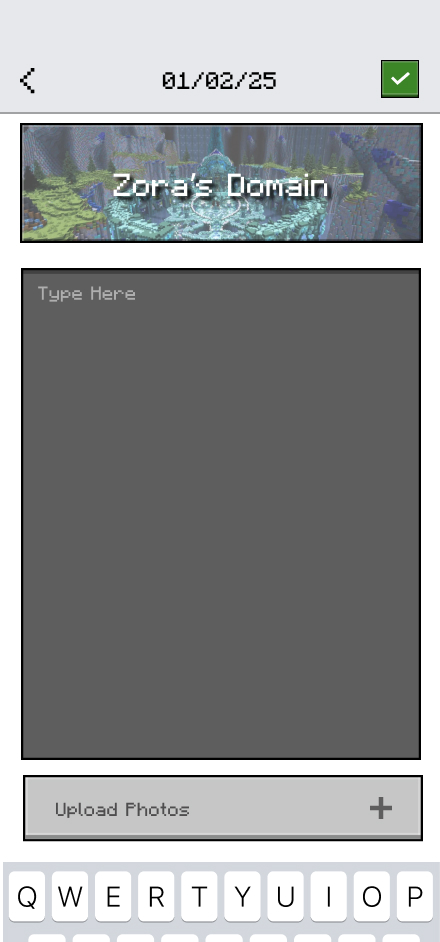 01/02/25
Zora's Domain
Type Here
Upload Photos
Q W E R T Y U I O P